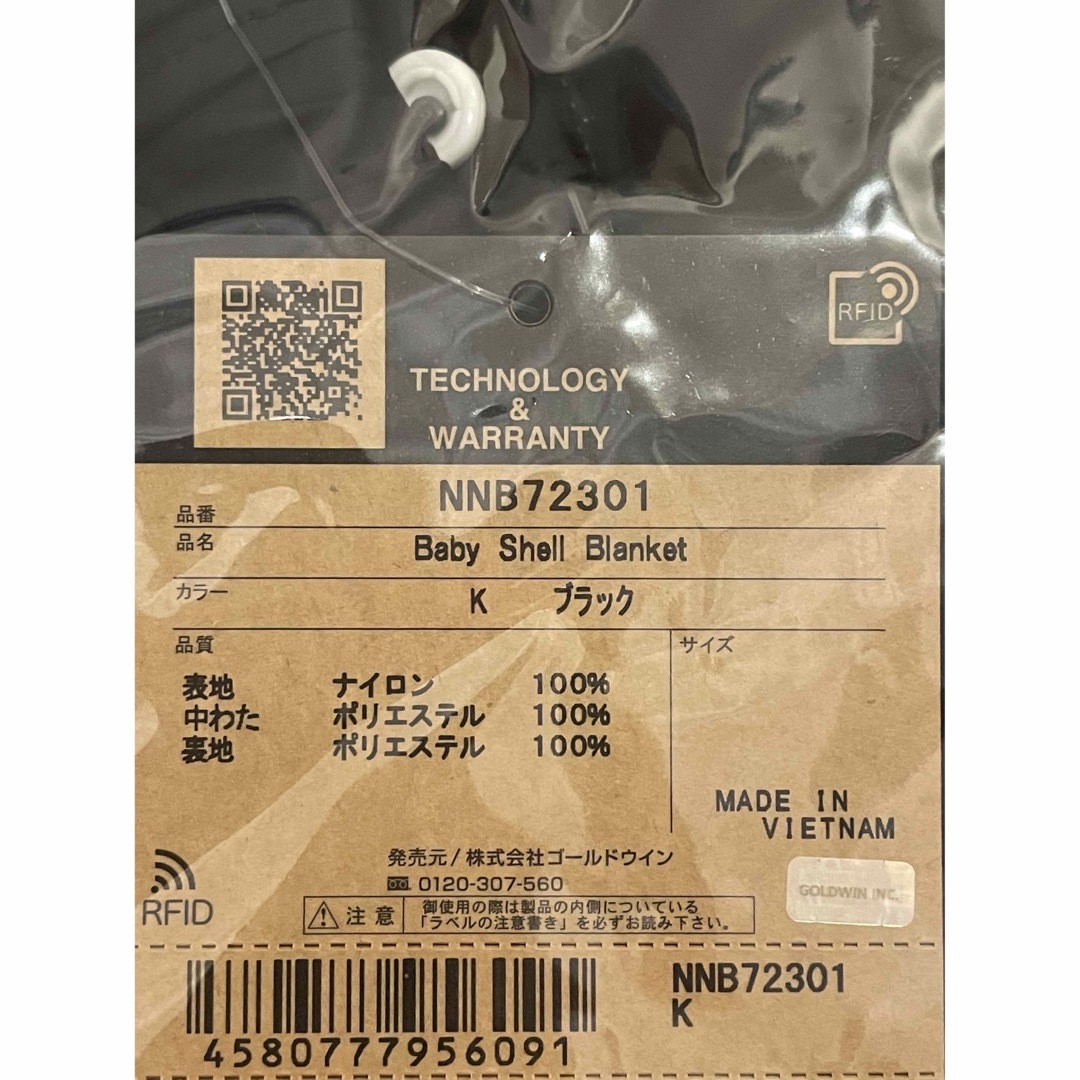 RFID
TECHNOLOGY
&
WARRANTY
品番 NNB72301
品名 Baby Shell Blanket
カラー K ブラック
品質 サイズ
表地 ナイロン 100%
中わた ポリエステル 100%
裏地 ポリエステル 100%
MADE IN
VIETNAM
発売元/株式会社ゴールドウイン
0120-307-560
RFID
GOLDWIN INC.
注意
御使用の際は製品の内側についている
「ラベルの注意書き」を必ずお読み下さい。
NNB72301
K
4580777956091